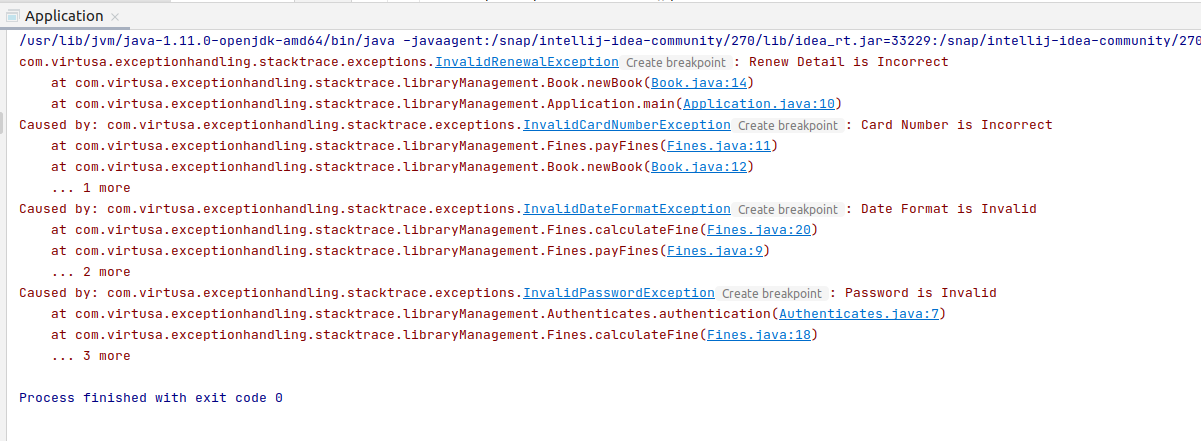 Application
/usr/lib/jvm/java-1.11.0-openjdk-amd64/bin/java -javaagent:/snap/intellij-idea-community/270/lib/idea_rt.jar=33229:/snap/intellij-idea-community/270
com.virtusa.exceptionhandling.stacktrace.exceptions.InvalidRenewalException Create breakpoint : Renew Detail is Incorrect
    at com.virtusa.exceptionhandling.stacktrace.libraryManagement.Book.newBook(Book.java:14)
    at com.virtusa.exceptionhandling.stacktrace.libraryManagement.Application.main(Application.java:10)
Caused by: com.virtusa.exceptionhandling.stacktrace.exceptions.InvalidCardNumberException Create breakpoint : Card Number is Incorrect
    at com.virtusa.exceptionhandling.stacktrace.libraryManagement.Fines.payFines(Fines.java:11)
    at com.virtusa.exceptionhandling.stacktrace.libraryManagement.Book.newBook(Book.java:12)
    ... 1 more
Caused by: com.virtusa.exceptionhandling.stacktrace.exceptions.InvalidDateFormatException Create breakpoint : Date Format is Invalid
    at com.virtusa.exceptionhandling.stacktrace.libraryManagement.Fines.calculateFine(Fines.java:20)
    at com.virtusa.exceptionhandling.stacktrace.libraryManagement.Fines.payFines(Fines.java:9)
    ... 2 more
Caused by: com.virtusa.exceptionhandling.stacktrace.exceptions.InvalidPasswordException Create breakpoint : Password is Invalid
    at com.virtusa.exceptionhandling.stacktrace.libraryManagement.Authenticates.authentication(Authenticates.java:7)
    at com.virtusa.exceptionhandling.stacktrace.libraryManagement.Fines.calculateFine(Fines.java:18)
    ... 3 more
Process finished with exit code 0